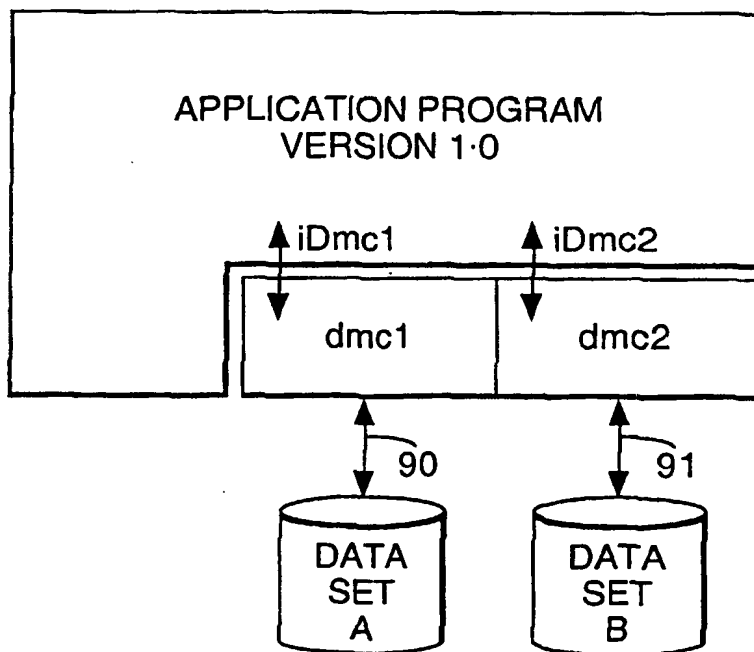 APPLICATION PROGRAM
VERSION 1·0
iDmc1 iDmc2
dmc1 dmc2
90 91
DATA DATA
SET SET
A B